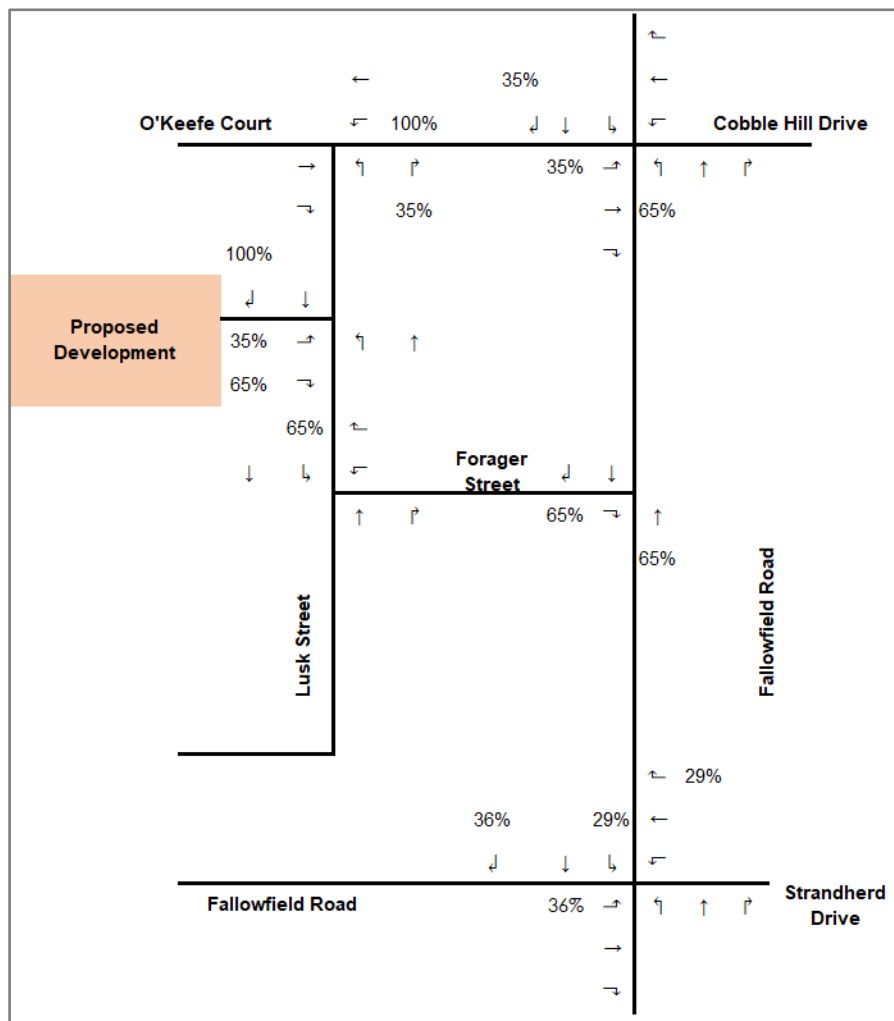 35%
O'Keefe Court
100%
Cobble Hill Drive
35%
35%
65%
100%
Proposed
Development
35%
65%
65%
Forager
Street
65%
65%
Lusk Street
Fallowfield Road
29%
36%
29%
Fallowfield Road
36%
Strandherd
Drive